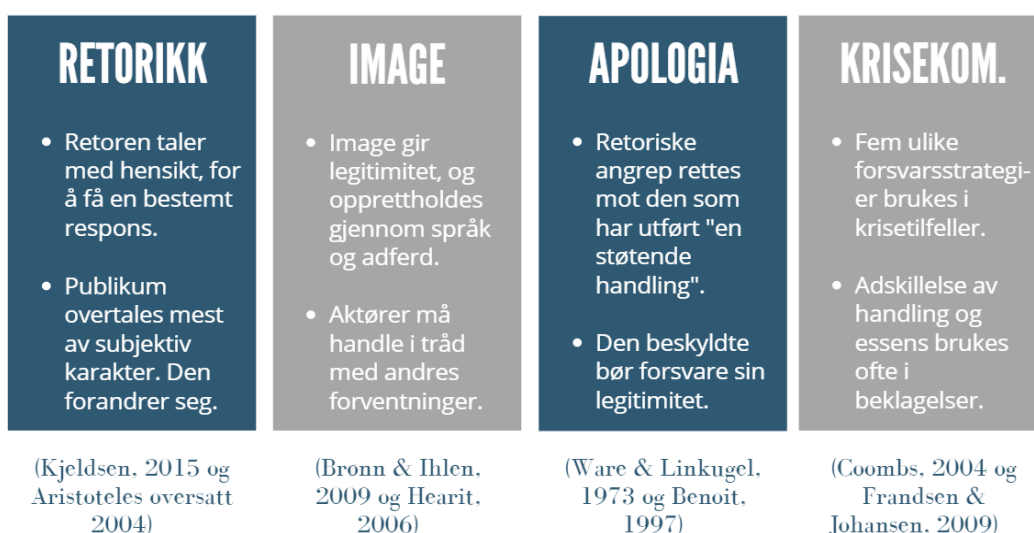 RETORIKK
• Retoren taler
med hensikt, for
å få en bestemt
respons.
• Publikum
overtales mest
av subjektiv
karakter. Den
forandrer seg.
(Kjeldsen, 2015 og
Aristoteles oversatt
2004)
IMAGE
• Image gir
legitimitet, og
opprettholdes
gjennom språk
og adferd.
• Aktører må
handle i tråd
med andres
forventninger.
(Brønn & Ihlen,
2009 og Hearit,
2006)
APOLOGIA
• Retoriske
angrep rettes
mot den som
har utført "en
støtende
handling".
• Den beskyldte
bør forsvare sin
legitimitet.
(Ware & Linkugel,
1973 og Benoit,
1997)
KRISEKOM.
• Fem ulike
forsvarsstrategi-
er brukes i
krisetilfeller.
• Adskillelse av
handling og
essens brukes
ofte i
beklagelser.
(Coombs, 2004 og
Frandsen &
Johansen, 2009)